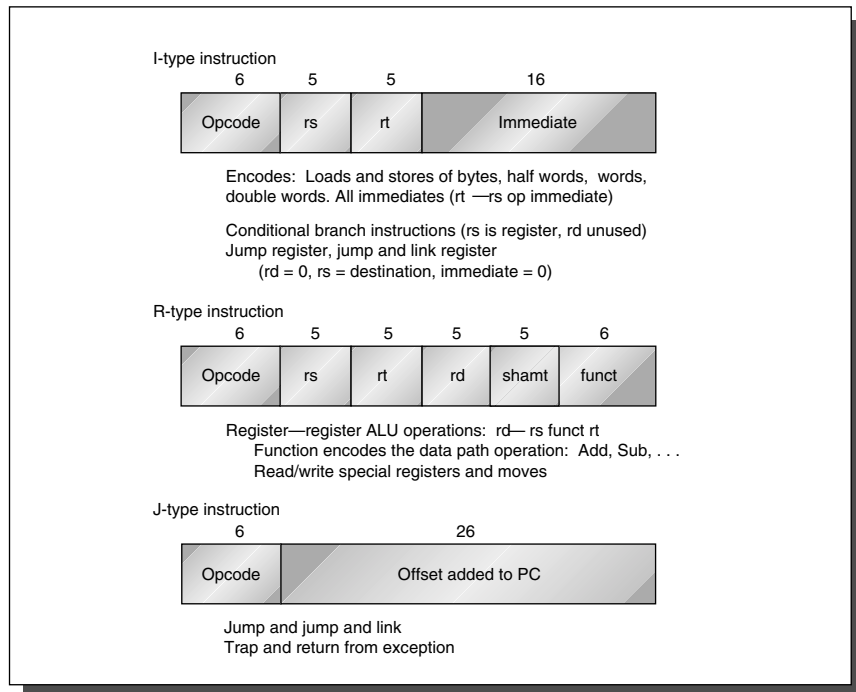 I-type instruction
6 5 5 16
Opcode rs rt Immediate
Encodes: Loads and stores of bytes, half words, words,
double words. All immediates (rt —rs op immediate)
Conditional branch instructions (rs is register, rd unused)
Jump register, jump and link register
(rd = 0, rs = destination, immediate = 0)
R-type instruction
6 5 5 5 5 6
Opcode rs rt rd shamt funct
Register—register ALU operations: rd— rs funct rt
Function encodes the data path operation: Add, Sub, . . .
Read/write special registers and moves
J-type instruction
6 26
Opcode Offset added to PC
Jump and jump and link
Trap and return from exception